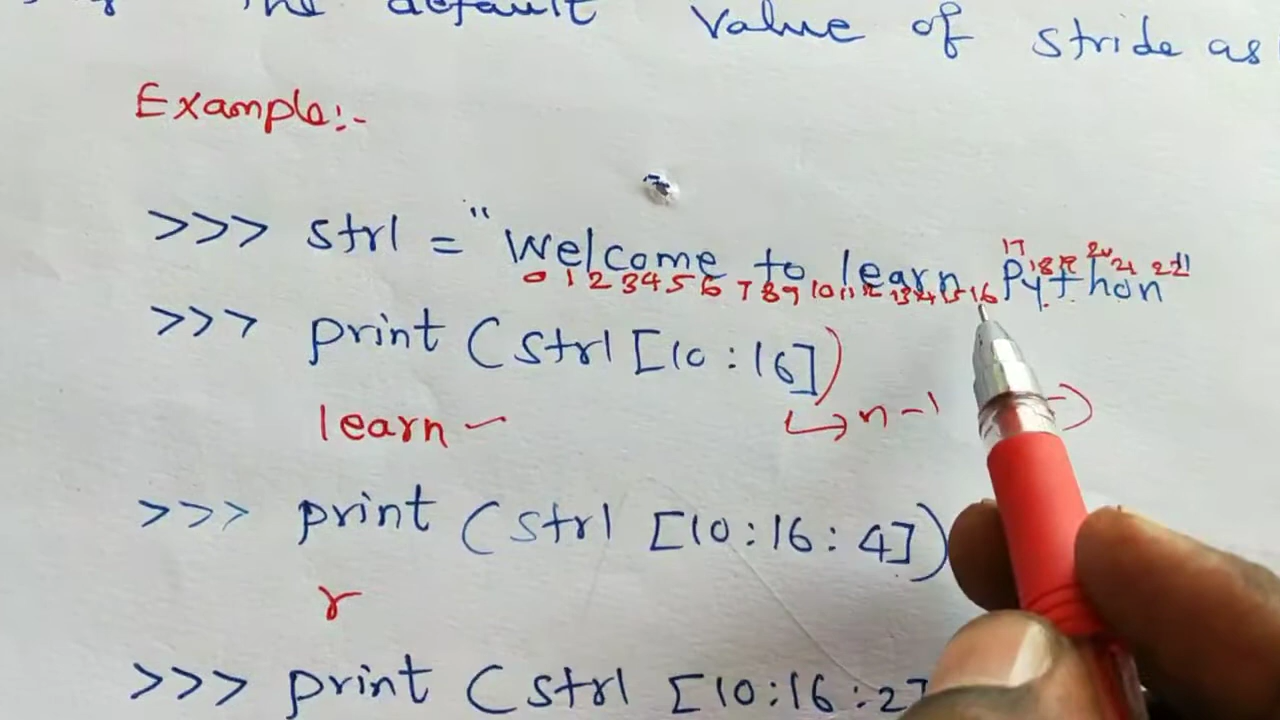 The default value of stride as
Example:-
>>> str1 = "Welcome to learn Python"
0 1 2 3 4 5 6 7 8 9 10 11 12 13 14 15 16 17 18 19 20 21 22
>>> print (str1 [10:16])
learn
n-1
>>> print (str1 [10:16:4])
r
>>> print (str1 [10:16:2]